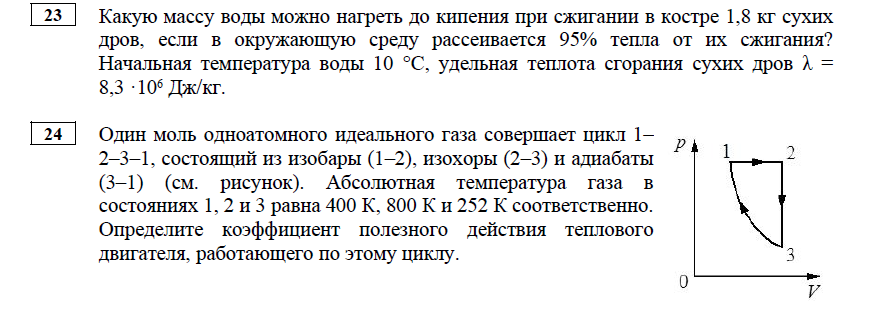 23 Какую массу воды можно нагреть до кипения при сжигании в костре 1,8 кг сухих
дров, если в окружающую среду рассеивается 95% тепла от их сжигания?
Начальная температура воды 10 °С, удельная теплота сгорания сухих дров λ =
8,3 ·10⁶ Дж/кг.
24 Один моль одноатомного идеального газа совершает цикл 1–
2–3–1, состоящий из изобары (1–2), изохоры (2–3) и адиабаты
(3–1) (см. рисунок). Абсолютная температура газа в
состояниях 1, 2 и 3 равна 400 К, 800 К и 252 К соответственно.
Определите коэффициент полезного действия теплового
двигателя, работающего по этому циклу.
p
1 2
3
0
V